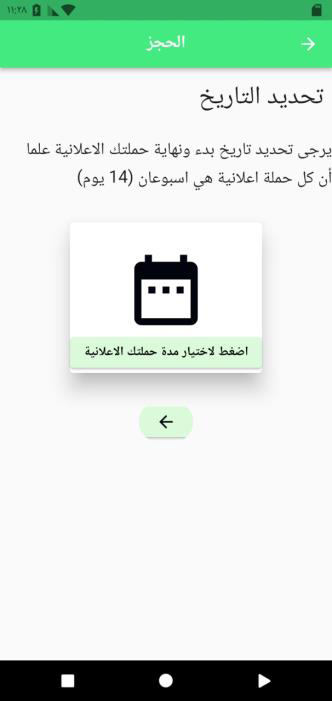 ١١:٢٨
الحجز
تحديد التاريخ
يرجى تحديد تاريخ بدء ونهاية حملتك الاعلانية علما
أن كل حملة اعلانية هي اسبوعان (14 يوم)
اضغط لاختيار مدة حملتك الاعلانية